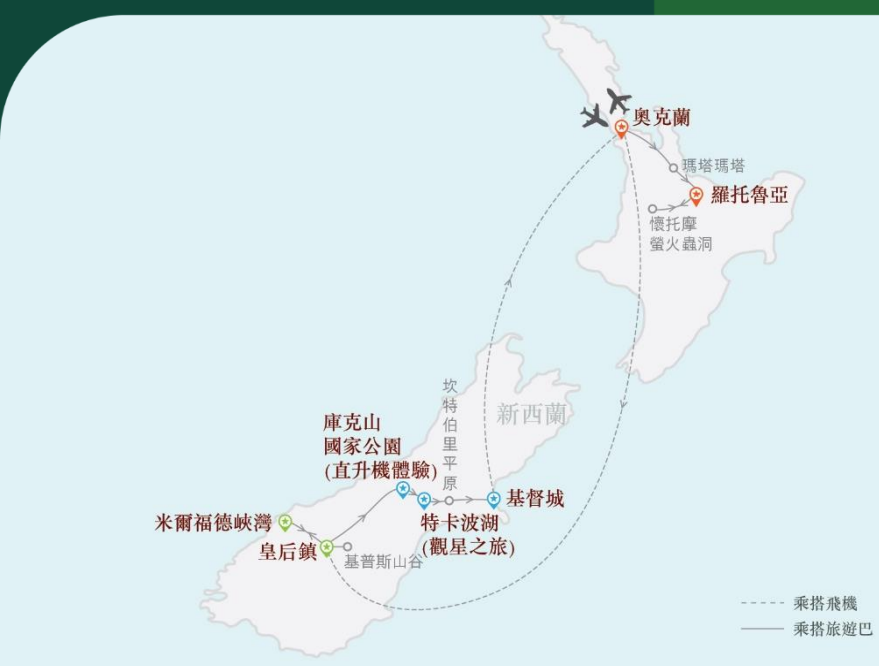 奧克蘭
瑪塔瑪塔
羅托魯亞
懷托摩
螢火蟲洞
坎特伯里平原
新西蘭
庫克山
國家公園
(直升機體驗)
基督城
特卡波湖
(觀星之旅)
米爾福德峽灣
皇后鎮
基普斯山谷
乘搭飛機
乘搭旅遊巴